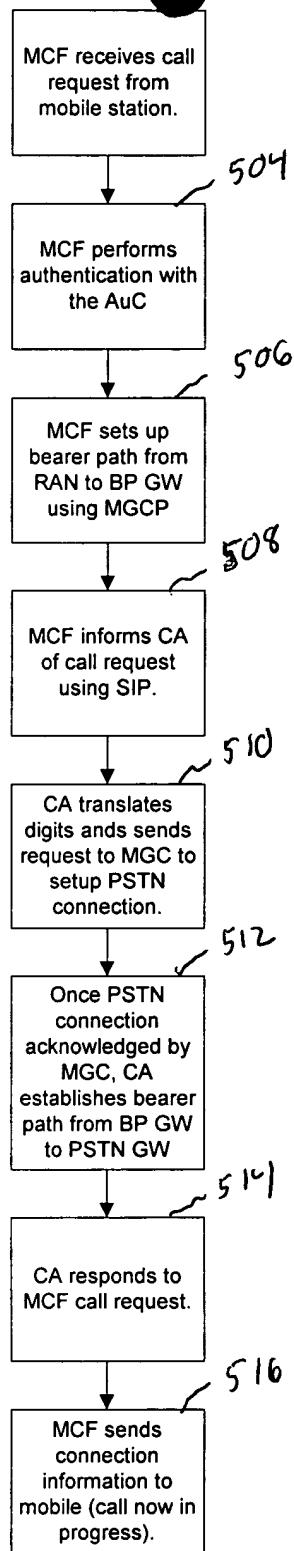 MCF receives call
request from
mobile station.
504
MCF performs
authentication with
the AuC
506
MCF sets up
bearer path from
RAN to BP GW
using MGCP
508
MCF informs CA
of call request
using SIP.
510
CA translates
digits ands sends
request to MGC to
setup PSTN
connection.
512
Once PSTN
connection
acknowledged by
MGC, CA
establishes bearer
path from BP GW
to PSTN GW
514
CA responds to
MCF call request.
516
MCF sends
connection
information to
mobile (call now in
progress).